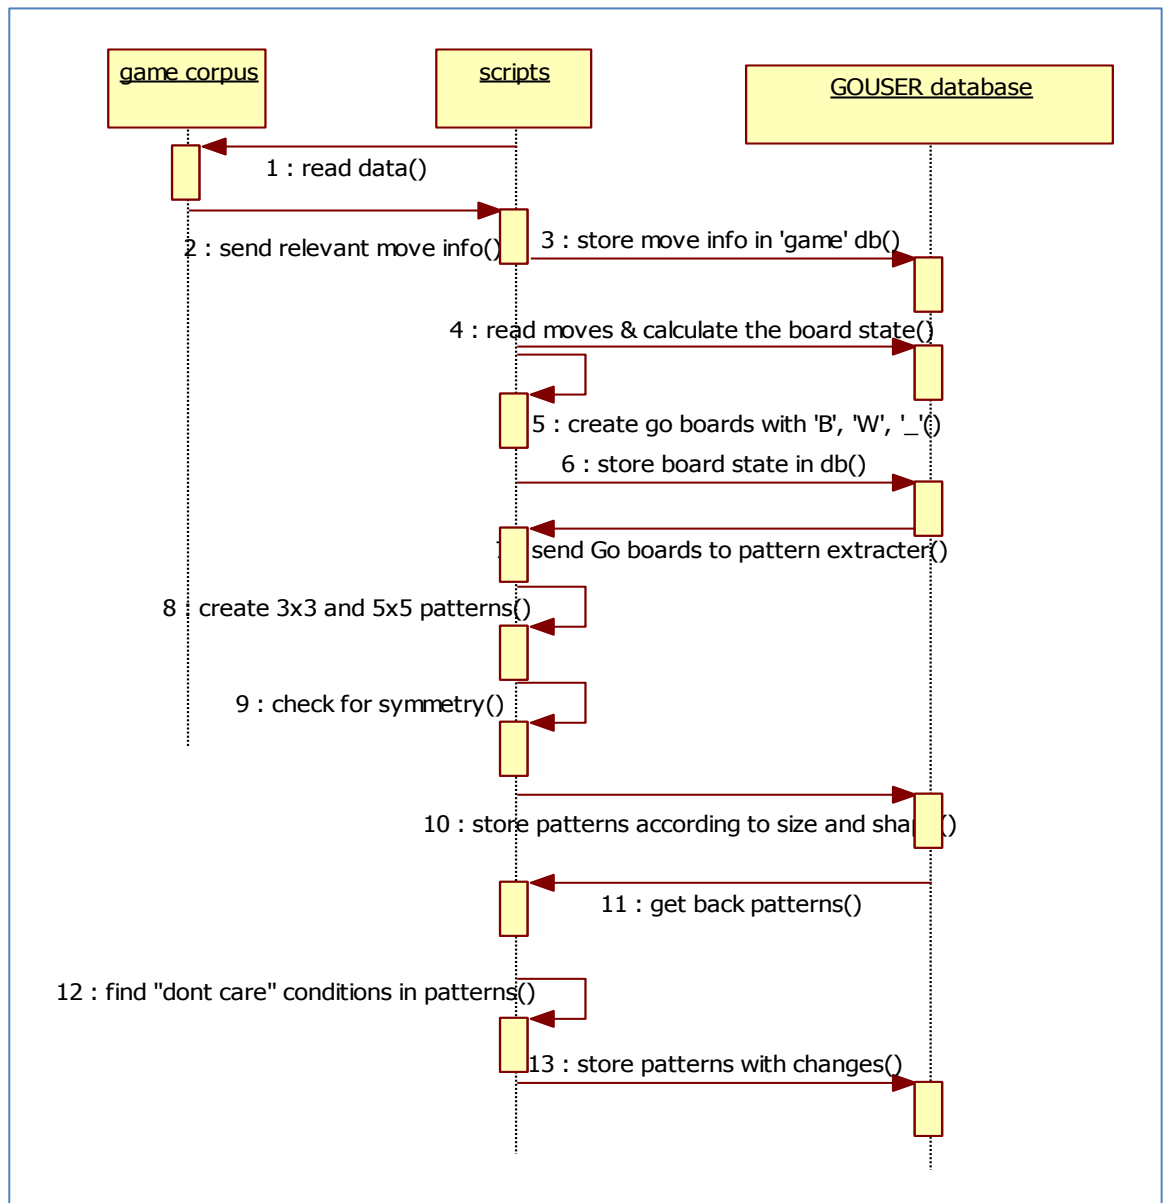 game corpus
scripts
GOUSER database
1 : read data()
2 : send relevant move info()
3 : store move info in 'game' db()
4 : read moves & calculate the board state()
5 : create go boards with 'B', 'W', '_'()
6 : store board state in db()
send Go boards to pattern extracter()
8 : create 3x3 and 5x5 patterns()
9 : check for symmetry()
10 : store patterns according to size and shape()
11 : get back patterns()
12 : find "dont care" conditions in patterns()
13 : store patterns with changes()